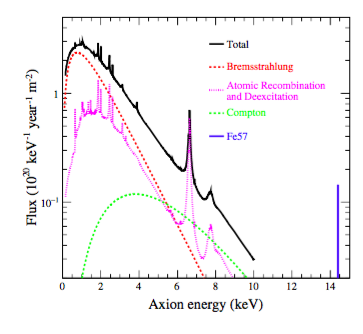 Flux (10²⁰ keV⁻¹ year⁻¹ m⁻²)
1
10⁻¹
Total
Bremsstrahlung
Atomic Recombination
and Deexcitation
Compton
Fe57
0 2 4 6 8 10 12 14
Axion energy (keV)